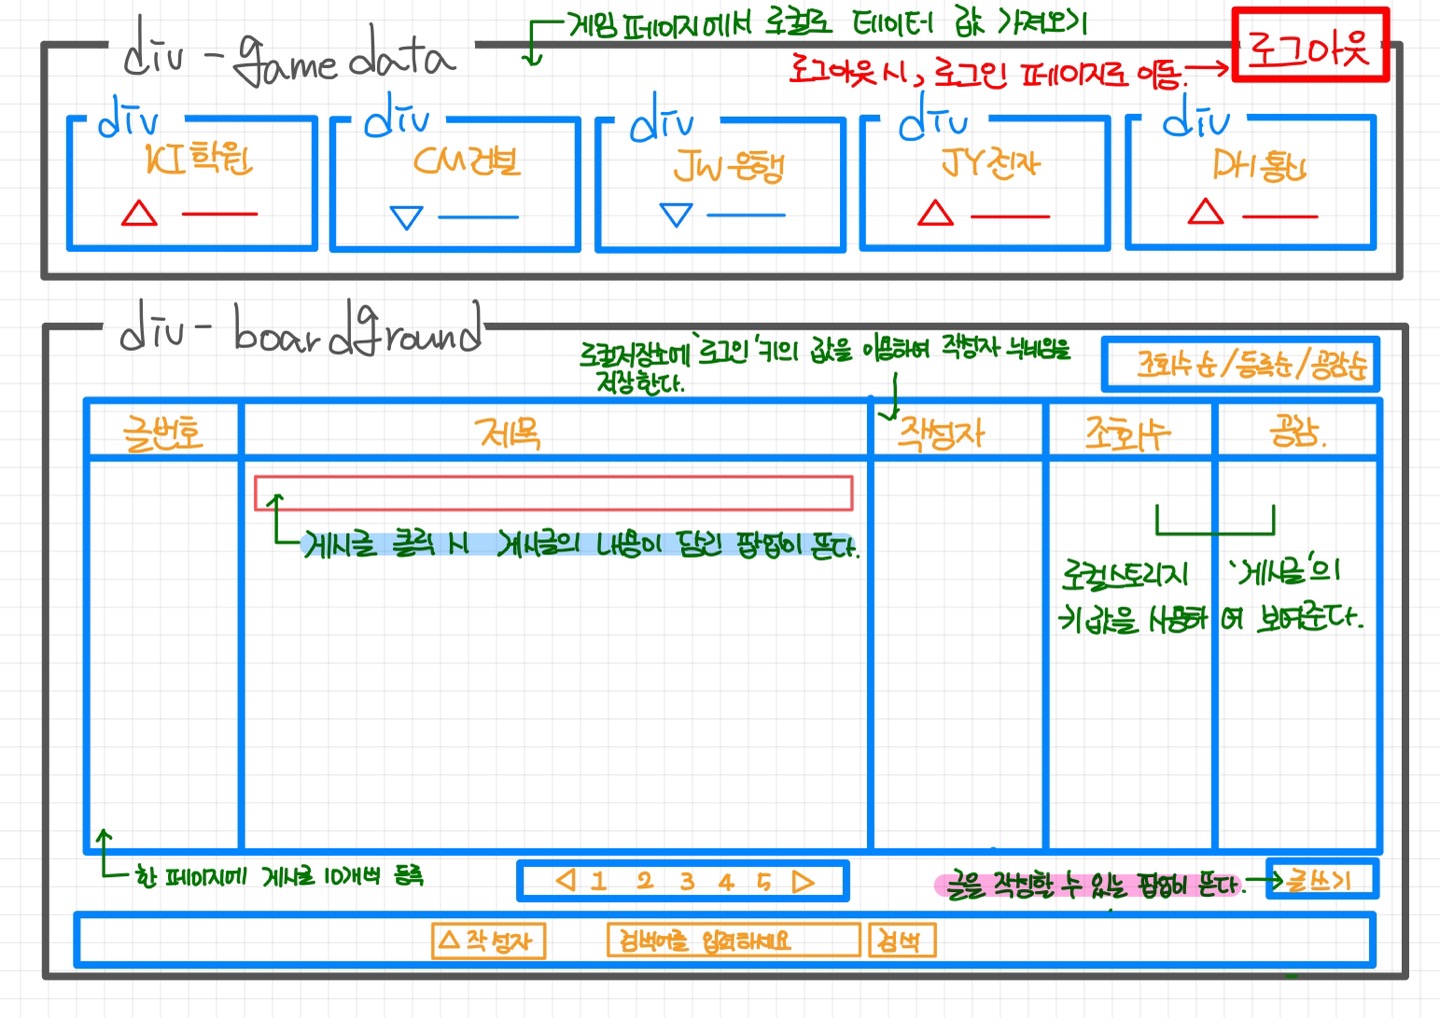 게임 페이지에서 로컬로 데이터 값 가져오기
div - game data
로그아웃
로그아웃 시, 로그인 페이지로 이동.
div
div
div
div
div
KI학원
CM건설
JW은행
JY전자
DH통신
div - boardground
로컬저장소에 '로그인'키의 값을 이용하여 작성자 닉네임을
저장한다.
조회수순/등록순/공감순
글번호
제목
작성자
조회수
공감.
게시글 클릭 시 게시글의 내용이 담긴 팝업이 뜬다.
로컬스토리지 '게시글'의
키값을 사용하여 보여준다.
한 페이지에 게시글 10개씩 등록
◁ 1 2 3 4 5 ▷
글을 작성할 수 있는 팝업이 뜬다.
글쓰기
△ 작성자
검색어를 입력하세요
검색